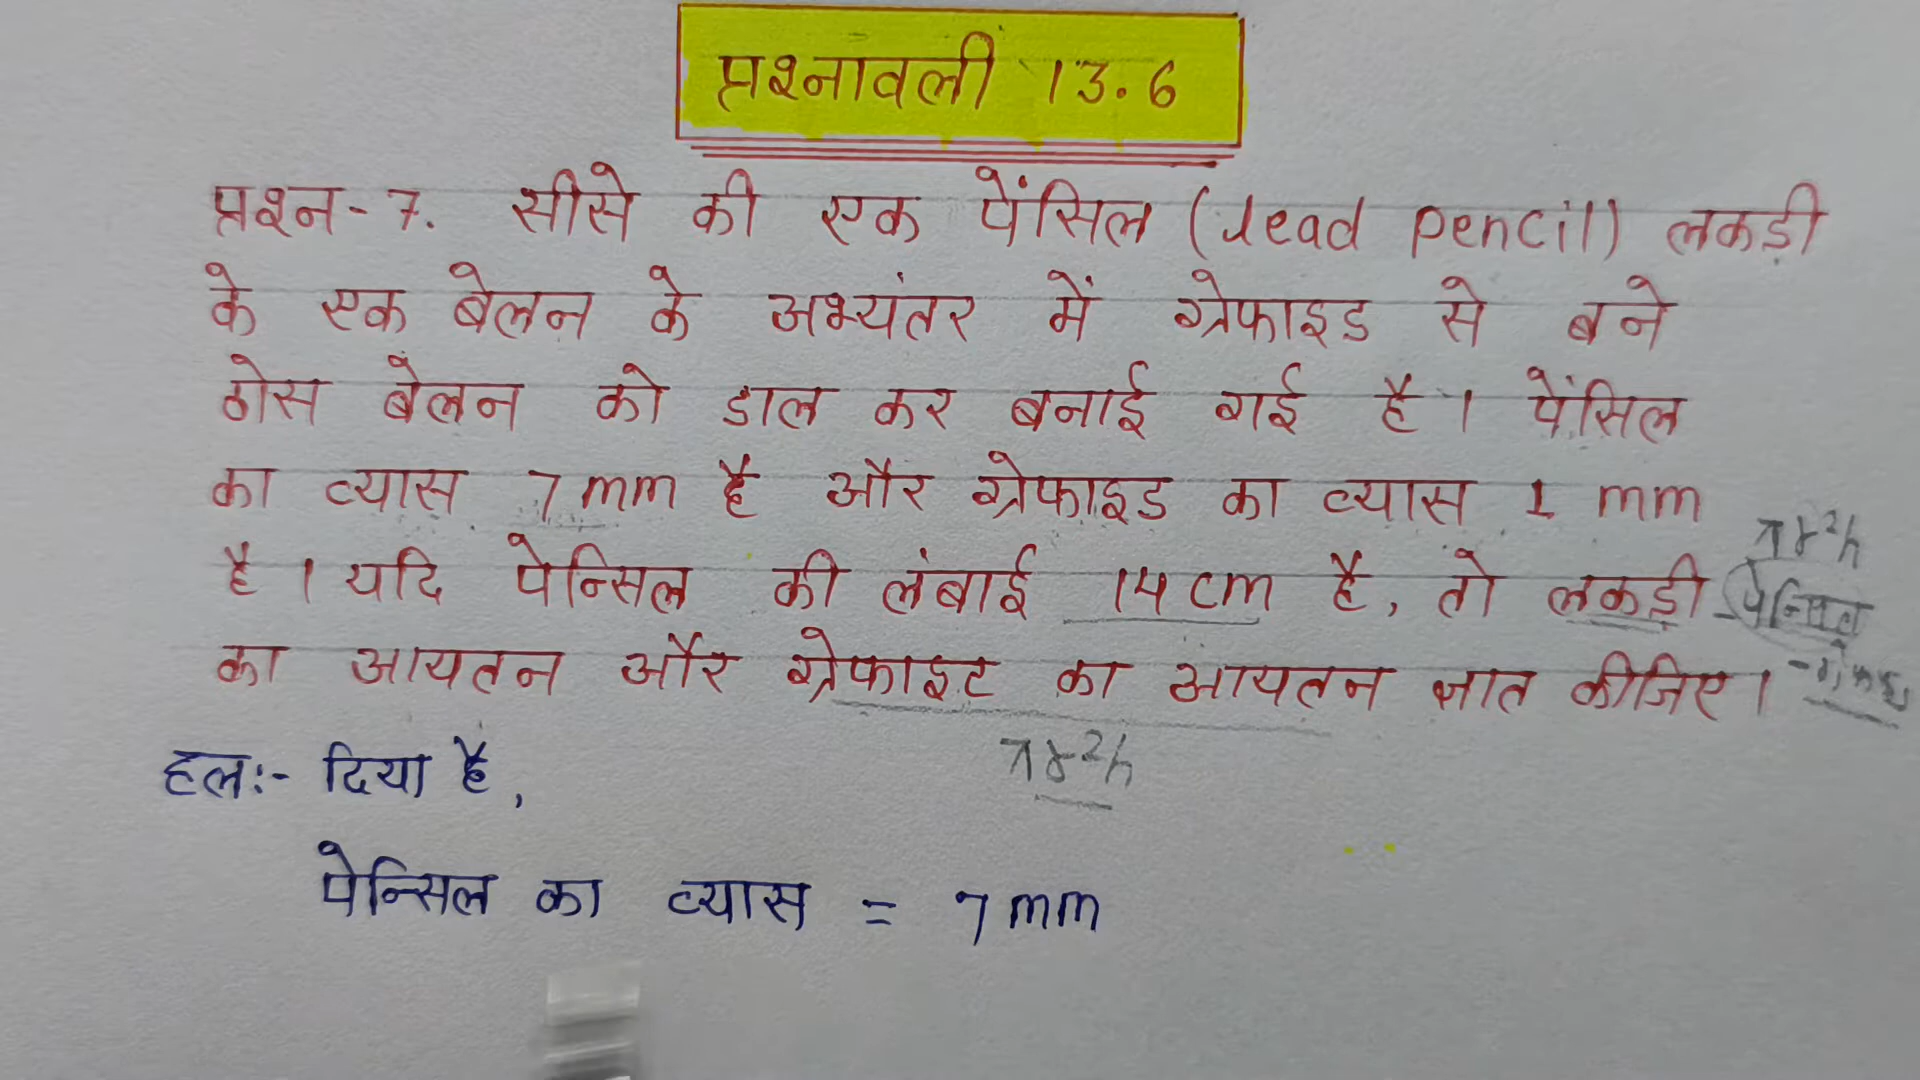 प्रश्नावली 13.6
प्रश्न-7. सीसे की एक पेंसिल (lead pencil) लकड़ी
के एक बेलन के अभ्यंतर में ग्रेफाइड से बने
ठोस बेलन को डाल कर बनाई गई है। पेंसिल
का व्यास 7 mm है और ग्रेफाइड का व्यास 1 mm
है। यदि पेन्सिल की लंबाई 14 cm है, तो लकड़ी
का आयतन और ग्रेफाइट का आयतन ज्ञात कीजिए।
πr²h
पेन्सिल
πr²h
हलः- दिया है,
पेन्सिल का व्यास = 7 mm